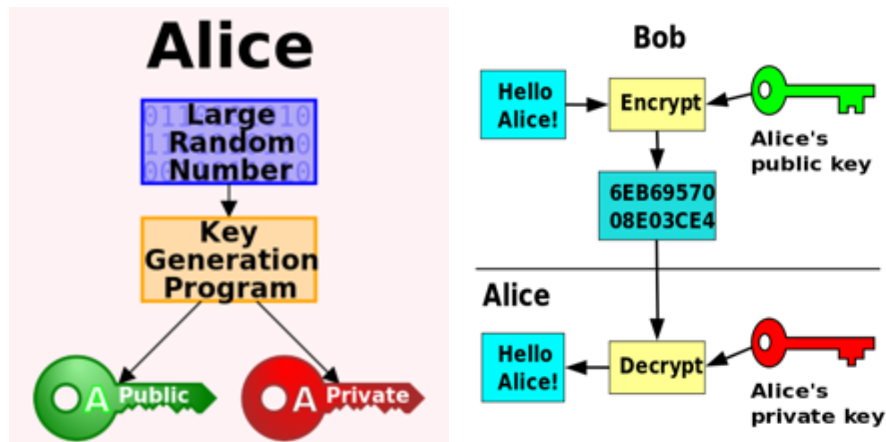 Alice
Large
Random
Number
Key
Generation
Program
A Public
A Private
Bob
Hello
Alice!
Encrypt
Alice's
public key
6EB69570
08E03CE4
Alice
Hello
Alice!
Decrypt
Alice's
private key